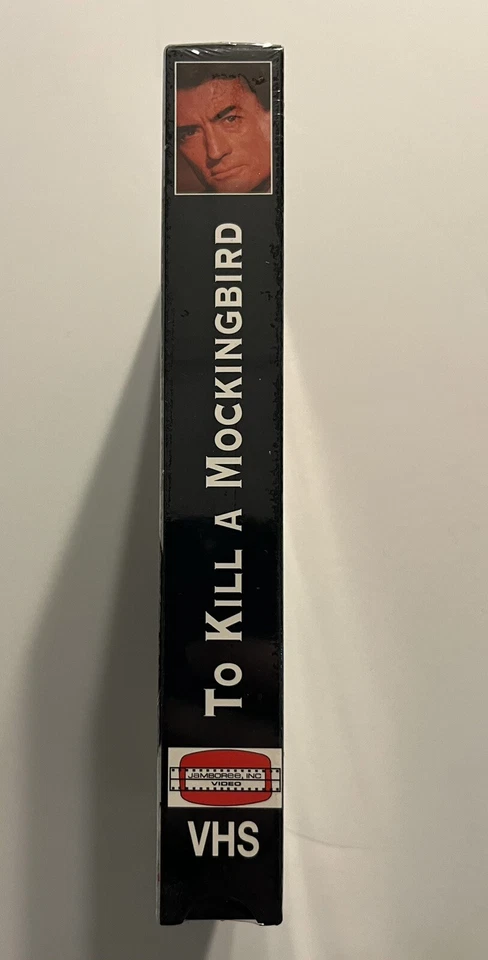 TO KILL A MOCKINGBIRD
JAMBOREE, INC
VIDEO
VHS